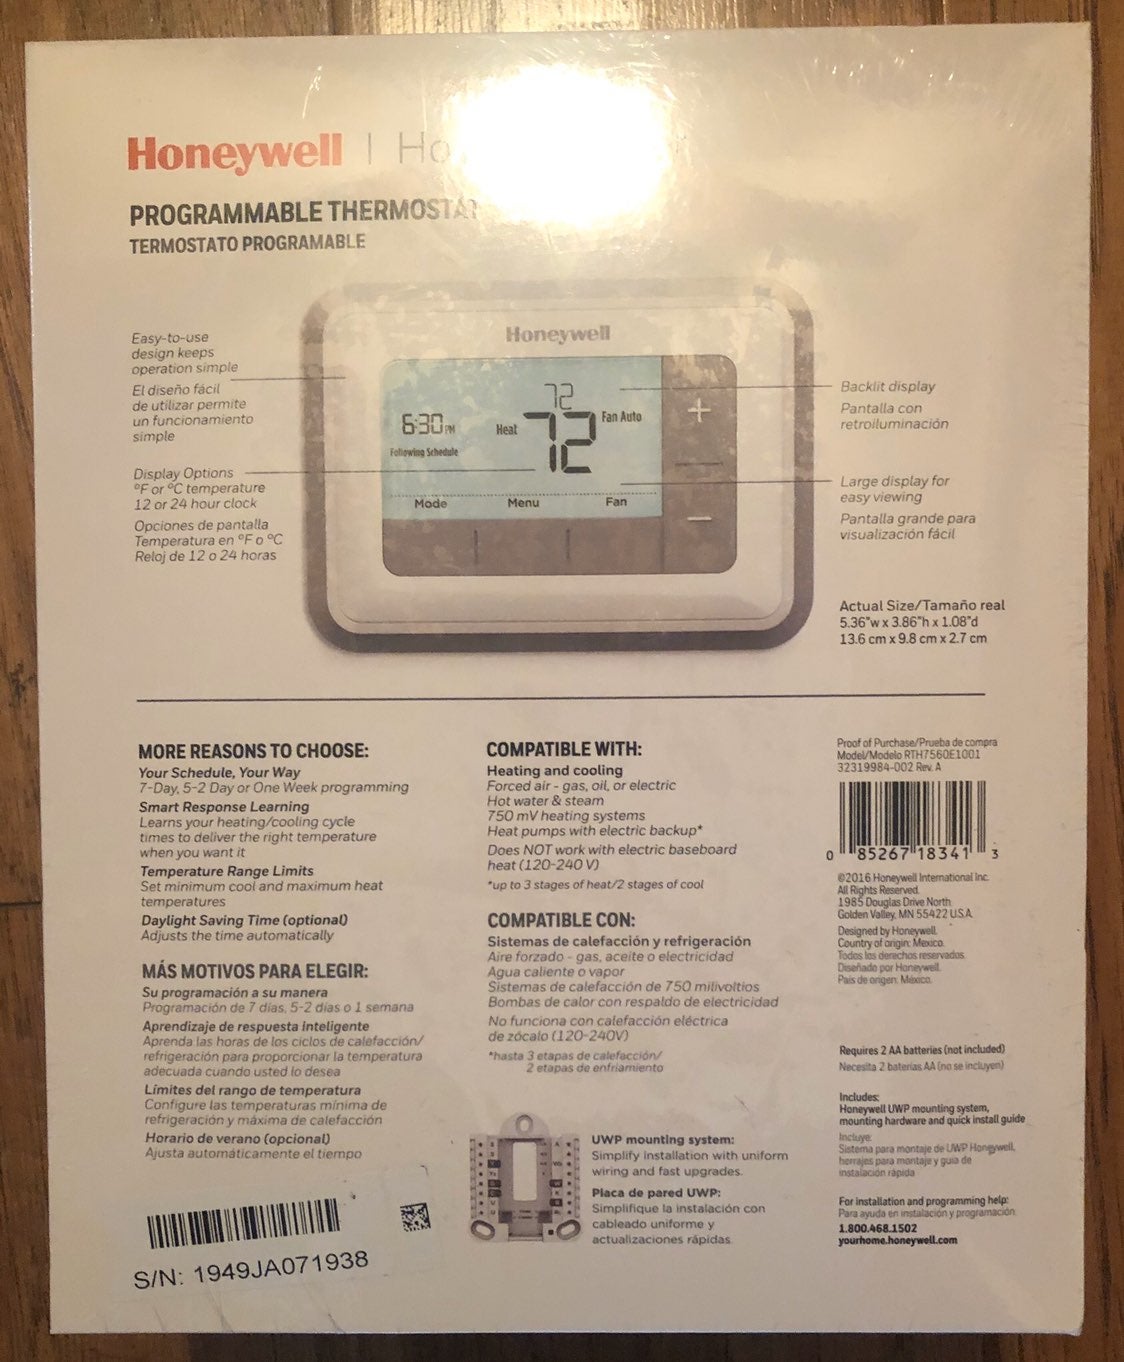 Honeywell | Ho
PROGRAMMABLE THERMOSTAT
TERMOSTATO PROGRAMABLE
Easy-to-use
design keeps
operation simple
El diseño fácil
de utilizar permite
un funcionamiento
simple
Display Options
°F or °C temperature
12 or 24 hour clock
Opciones de pantalla
Temperatura en °F o °C
Reloj de 12 o 24 horas
Honeywell
72
6:30 PM
Heat
72
Fan Auto
Following Schedule
Mode Menu Fan
+
−
Backlit display
Pantalla con
retroiluminación
Large display for
easy viewing
Pantalla grande para
visualización fácil
Actual Size/Tamaño real
5.36"w x 3.86"h x 1.08"d
13.6 cm x 9.8 cm x 2.7 cm
MORE REASONS TO CHOOSE:
Your Schedule, Your Way
7-Day, 5-2 Day or One Week programming
Smart Response Learning
Learns your heating/cooling cycle
times to deliver the right temperature
when you want it
Temperature Range Limits
Set minimum cool and maximum heat
temperatures
Daylight Saving Time (optional)
Adjusts the time automatically
MÁS MOTIVOS PARA ELEGIR:
Su programación a su manera
Programación de 7 días, 5-2 días o 1 semana
Aprendizaje de respuesta inteligente
Aprenda las horas de los ciclos de calefacción/
refrigeración para proporcionar la temperatura
adecuada cuando usted lo desea
Límites del rango de temperatura
Configure las temperaturas mínima de
refrigeración y máxima de calefacción
Horario de verano (opcional)
Ajusta automáticamente el tiempo
S/N: 1949JA071938
COMPATIBLE WITH:
Heating and cooling
Forced air - gas, oil, or electric
Hot water & steam
750 mV heating systems
Heat pumps with electric backup*
Does NOT work with electric baseboard
heat (120-240 V)
*up to 3 stages of heat/2 stages of cool
COMPATIBLE CON:
Sistemas de calefacción y refrigeración
Aire forzado - gas, aceite o electricidad
Agua caliente o vapor
Sistemas de calefacción de 750 milivoltios
Bombas de calor con respaldo de electricidad
No funciona con calefacción eléctrica
de zócalo (120-240V)
*hasta 3 etapas de calefacción/
2 etapas de enfriamiento
UWP mounting system:
Simplify installation with uniform
wiring and fast upgrades.
Placa de pared UWP:
Simplifique la instalación con
cableado uniforme y
actualizaciones rápidas.
Proof of Purchase/Prueba de compra
Model/Modelo RTH7560E1001
32319984-002 Rev. A
0 85267 18341 3
©2016 Honeywell International Inc.
All Rights Reserved.
1985 Douglas Drive North
Golden Valley, MN 55422 U.S.A.
Designed by Honeywell.
Country of origin: Mexico.
Todos los derechos reservados.
Diseñado por Honeywell.
País de origen: México.
Requires 2 AA batteries (not included)
Necesita 2 baterías AA (no se incluyen)
Includes:
Honeywell UWP mounting system,
mounting hardware and quick install guide
Incluye:
Sistema para montaje de UWP Honeywell,
herrajes para montaje y guía de
instalación rápida
For installation and programming help:
Para ayuda en instalación y programación:
1.800.468.1502
yourhome.honeywell.com